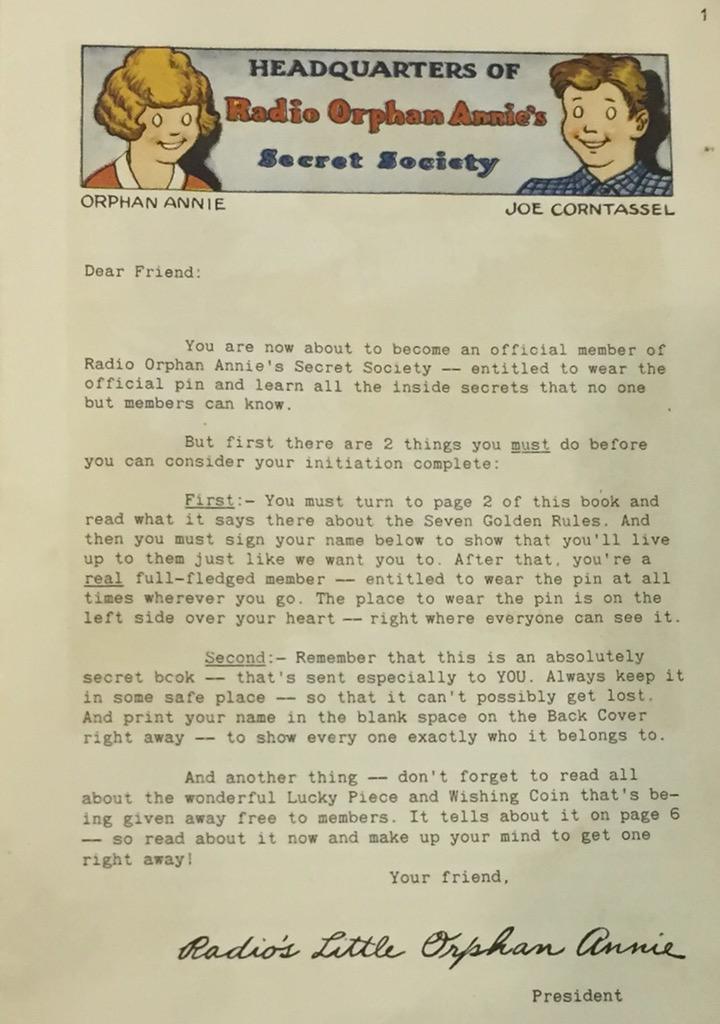 1
HEADQUARTERS OF
Radio Orphan Annie's
Secret Society
ORPHAN ANNIE
JOE CORNTASSEL
Dear Friend:
You are now about to become an official member of
Radio Orphan Annie's Secret Society -- entitled to wear the
official pin and learn all the inside secrets that no one
but members can know.
But first there are 2 things you must do before
you can consider your initiation complete:
First:- You must turn to page 2 of this book and
read what it says there about the Seven Golden Rules. And
then you must sign your name below to show that you'll live
up to them just like we want you to. After that, you're a
real full-fledged member -- entitled to wear the pin at all
times wherever you go. The place to wear the pin is on the
left side over your heart -- right where everyone can see it.
Second:- Remember that this is an absolutely
secret book -- that's sent especially to YOU. Always keep it
in some safe place -- so that it can't possibly get lost.
And print your name in the blank space on the Back Cover
right away -- to show every one exactly who it belongs to.
And another thing -- don't forget to read all
about the wonderful Lucky Piece and Wishing Coin that's be-
ing given away free to members. It tells about it on page 6
-- so read about it now and make up your mind to get one
right away!
Your friend,
Radio's Little Orphan Annie
President